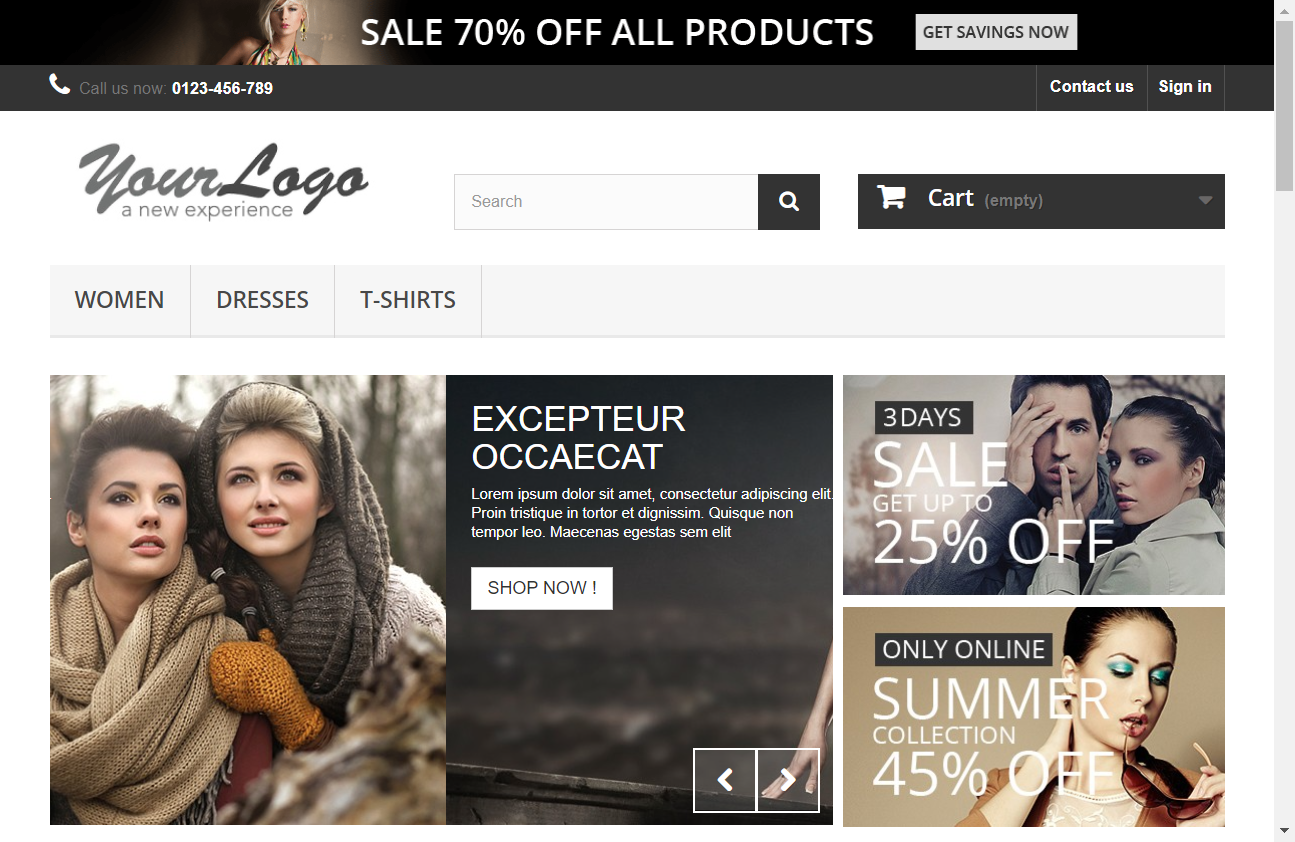 SALE 70% OFF ALL PRODUCTS
GET SAVINGS NOW
Call us now: 0123-456-789
Contact us
Sign in
YourLogo
a new experience
Search
Cart (empty)
WOMEN
DRESSES
T-SHIRTS
EXCEPTEUR
OCCAECAT
Lorem ipsum dolor sit amet, consectetur adipiscing elit.
Proin tristique in tortor et dignissim. Quisque non
tempor leo. Maecenas egestas sem elit
SHOP NOW !
3 DAYS
SALE
GET UP TO
25% OFF
ONLY ONLINE
SUMMER
COLLECTION
45% OFF